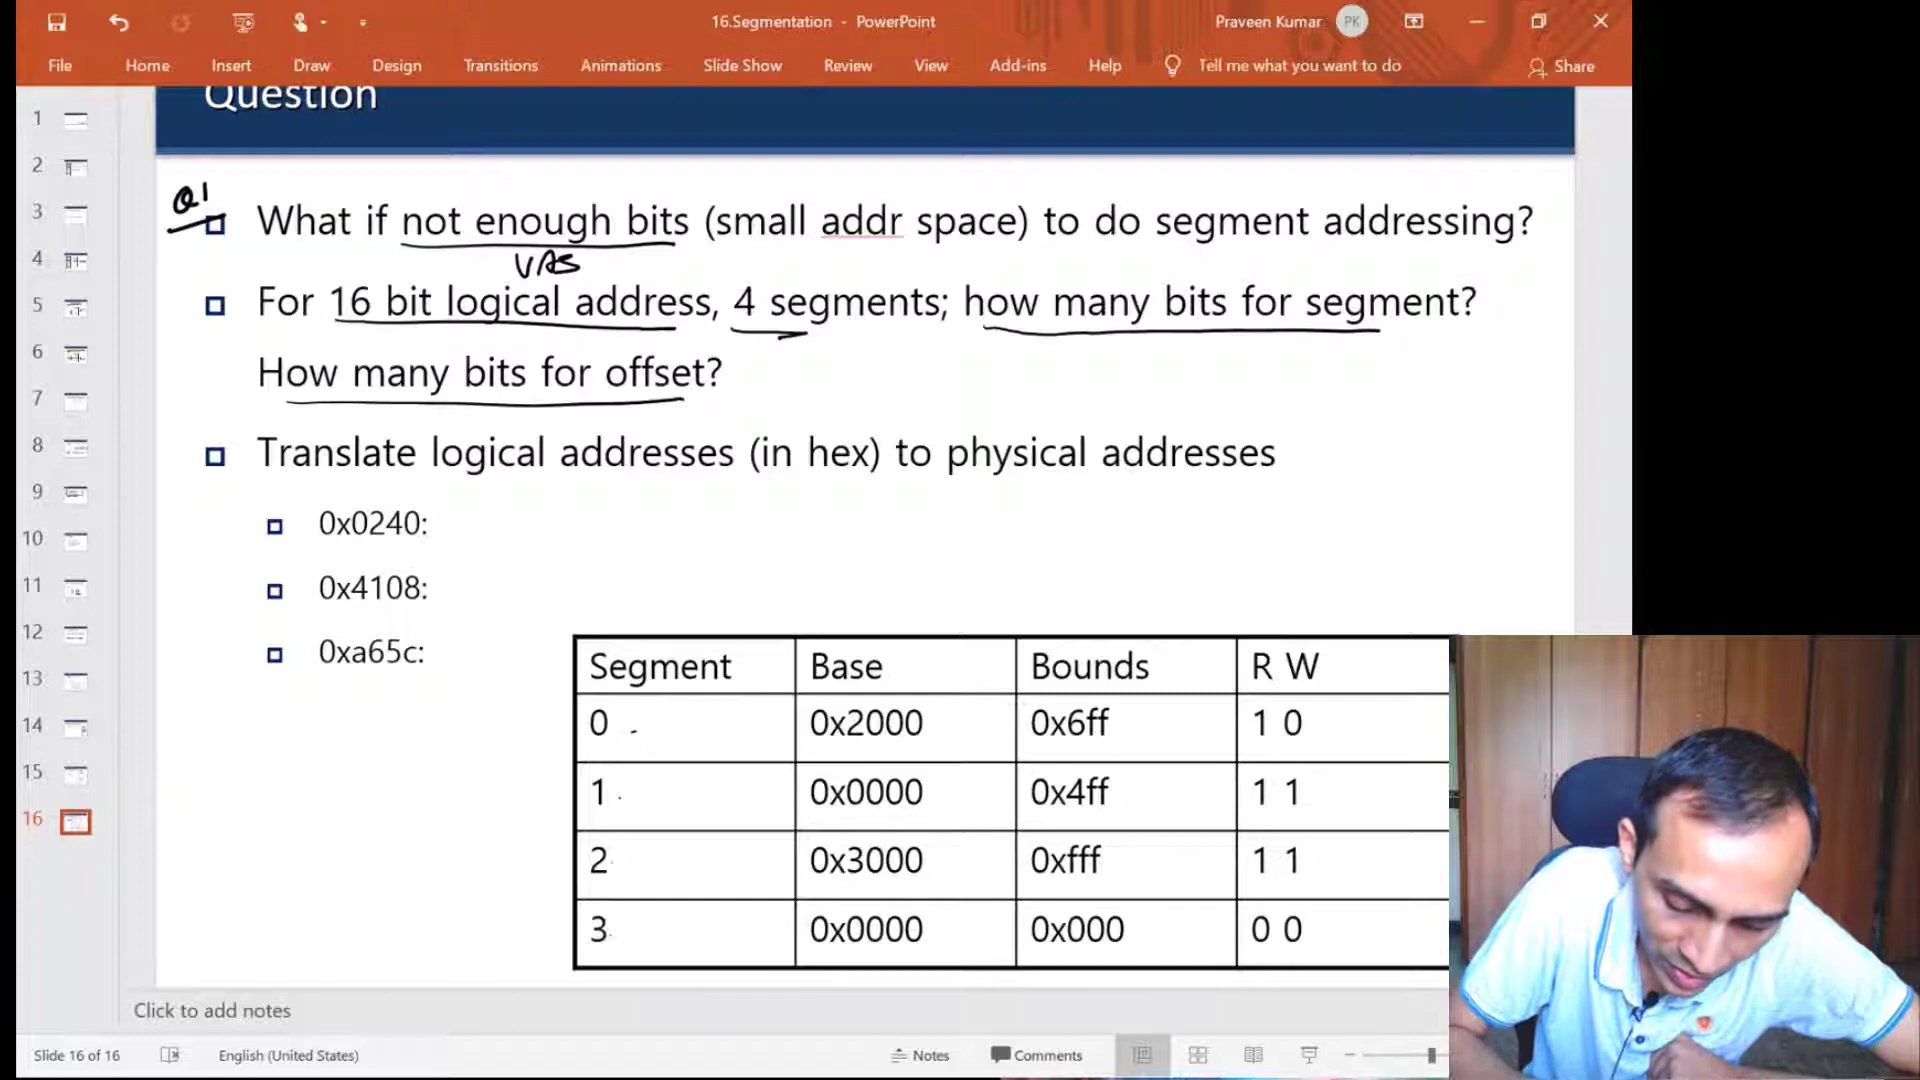 16.Segmentation - PowerPoint
Praveen Kumar PK
File Home Insert Draw Design Transitions Animations Slide Show Review View Add-ins Help Tell me what you want to do Share
Question
Q1
What if not enough bits (small addr space) to do segment addressing?
VAS
For 16 bit logical address, 4 segments; how many bits for segment?
How many bits for offset?
Translate logical addresses (in hex) to physical addresses
0x0240:
0x4108:
0xa65c:
Segment Base Bounds R W
0 0x2000 0x6ff 1 0
1 0x0000 0x4ff 1 1
2 0x3000 0xfff 1 1
3 0x0000 0x000 0 0
1
2
3
4
5
6
7
8
9
10
11
12
13
14
15
16
Click to add notes
Slide 16 of 16 English (United States) Notes Comments